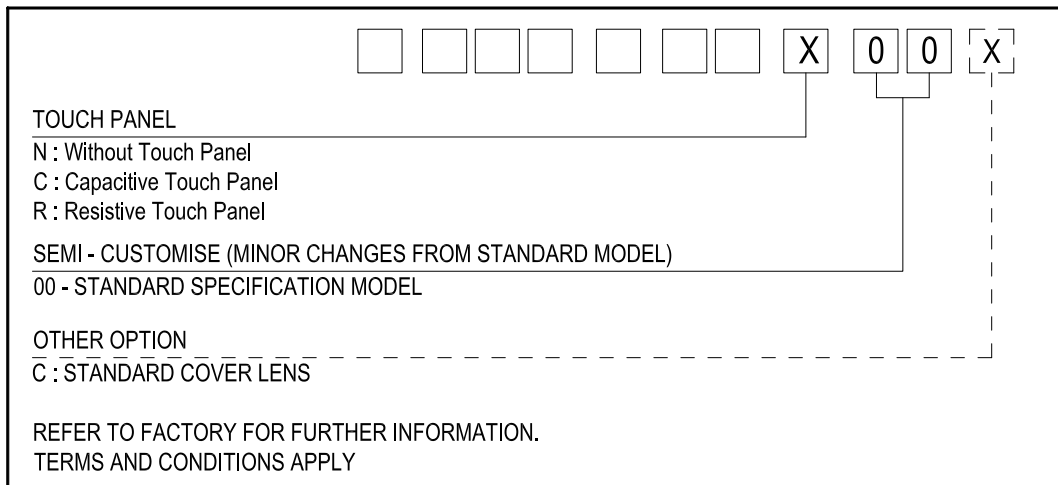 X 0 0 X
TOUCH PANEL
N : Without Touch Panel
C : Capacitive Touch Panel
R : Resistive Touch Panel
SEMI - CUSTOMISE (MINOR CHANGES FROM STANDARD MODEL)
00 - STANDARD SPECIFICATION MODEL
OTHER OPTION
C : STANDARD COVER LENS
REFER TO FACTORY FOR FURTHER INFORMATION.
TERMS AND CONDITIONS APPLY